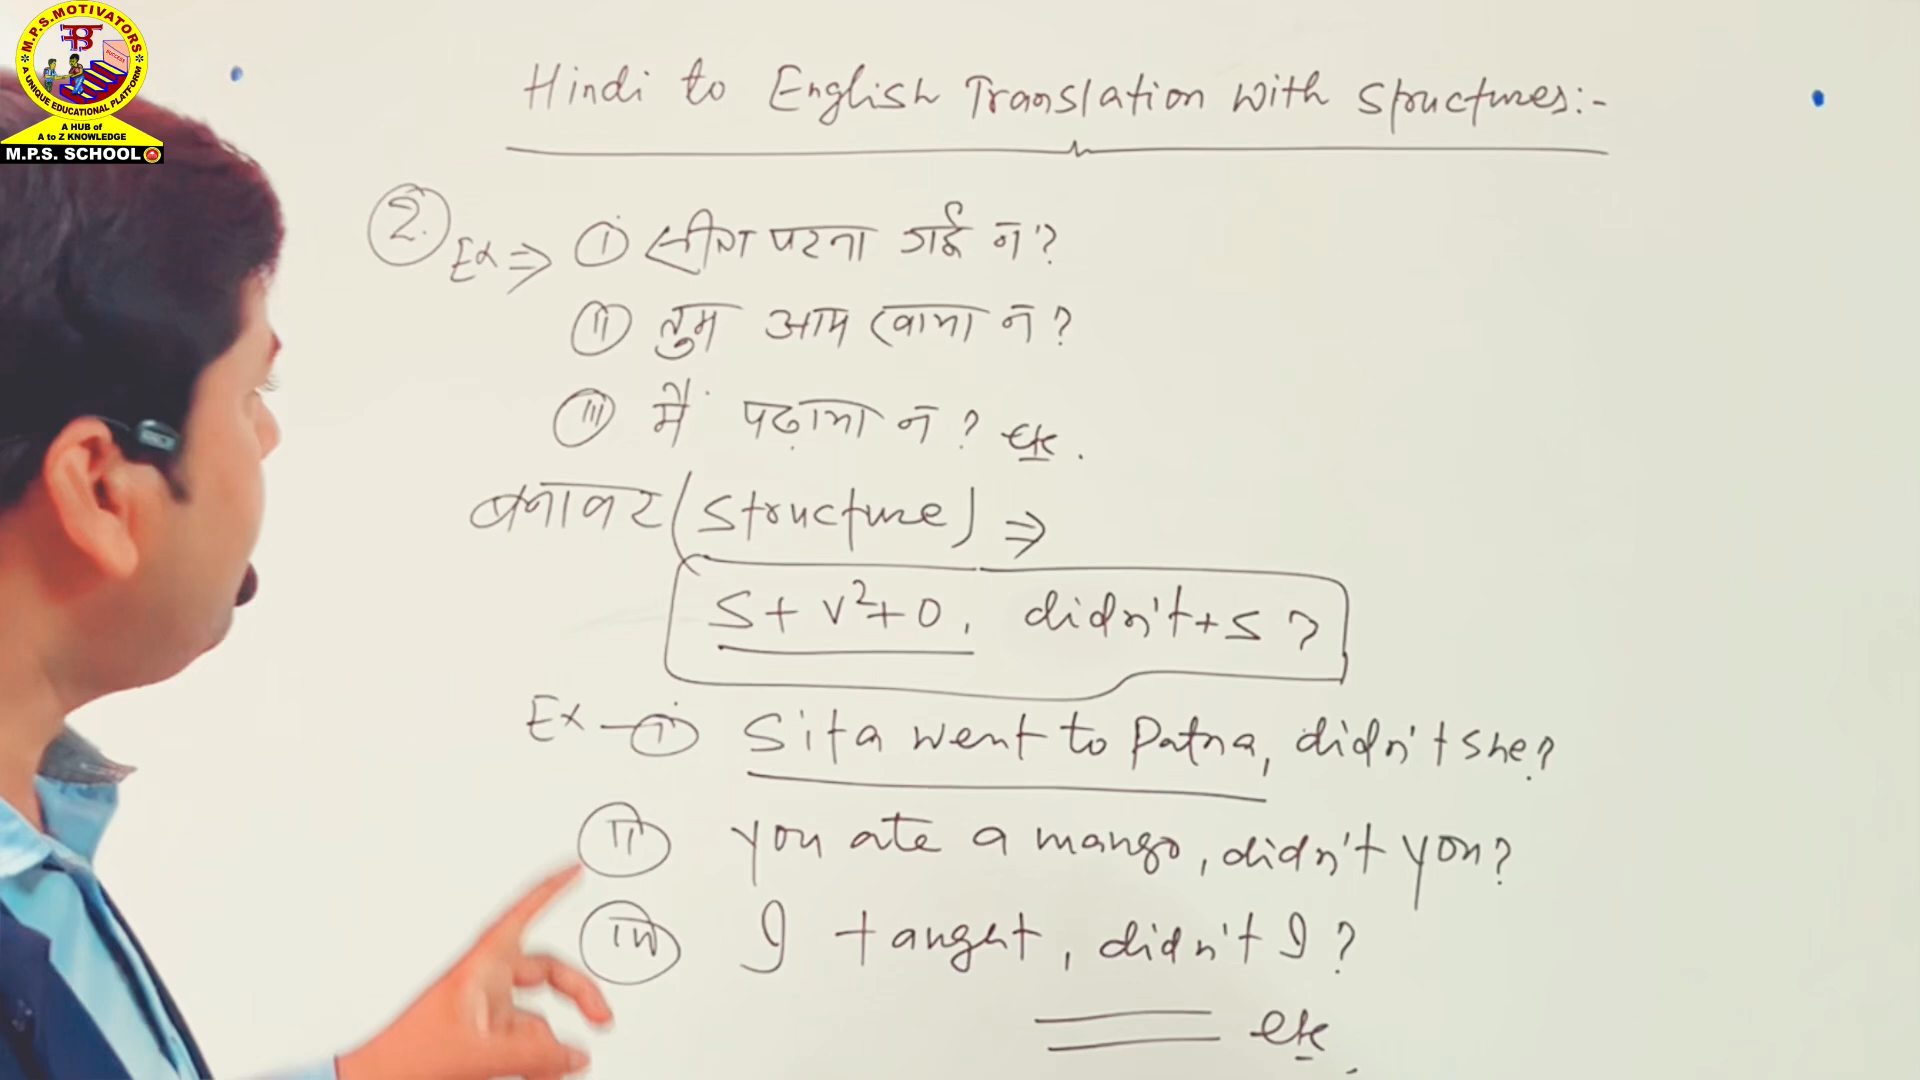 M.P.S.MOTIVATORS
SUCCESS
A UNIQUE EDUCATIONAL PLATFORM
A HUB of
A to Z KNOWLEDGE
M.P.S. SCHOOL
Hindi to English Translation with structures:-
2. Ex ⇒ (i) सीता पटना गई न?
(ii) तुम आम खाया न?
(iii) मैं पढ़ाया न? etc.
बनावट (structure) ⇒
S + V²+ O, didn't + S ?
Ex – (i) Sita went to Patna, didn't she?
(ii) you ate a mango, didn't you?
(iii) I taught, didn't I?
etc.